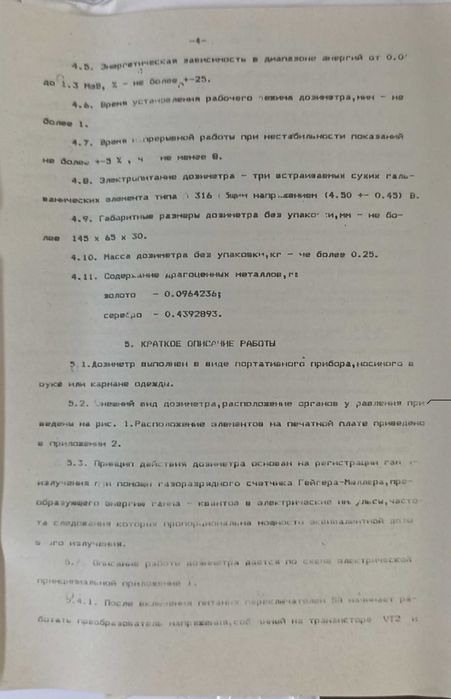 -4-
4.5. Энергетическая зависимость в диапазоне энергий от 0.0
до 1.3 МэВ, % - не более +-25.
4.6. Время установления рабочего режима дозиметра,мин - не
более 1.
4.7. Время непрерывной работы при нестабильности показаний
не более +-5 %, ч не менее 8.
4.8. Электропитание дозиметра - три встраиваемых сухих галь-
ванических элемента типа 316 общим напряжением (4.50 +- 0.45) В.
4.9. Габаритные размеры дозиметра без упаковки,мм - не бо-
лее 145 x 65 x 30.
4.10. Масса дозиметра без упаковки,кг - не более 0.25.
4.11. Содержание драгоценных металлов,г:
золото - 0.0964236;
серебро - 0.4392893.
5. КРАТКОЕ ОПИСАНИЕ РАБОТЫ
5.1.Дозиметр выполнен в виде портативного прибора,носимого в
руке или кармане одежды.
5.2. Внешний вид дозиметра,расположение органов управления при
ведены на рис. 1.Расположение элементов на печатной плате приведено
в приложении 2.
5.3. Принцип действия дозиметра основан на регистрации гамма
излучения при помощи газоразрядного счетчика Гейгера-Мюллера,пре-
образующего энергию гамма - квантов в электрические импульсы,часто-
та следования которых пропорциональна мощности эквивалентной дозы
этого излучения.
5.4. Описание работы дозиметра дается по схеме электрической
принципиальной приложение 1.
5.4.1. После включения питания переключателем начинает ра-
ботать преобразователь напряжения,собранный на транзисторе VT2 и